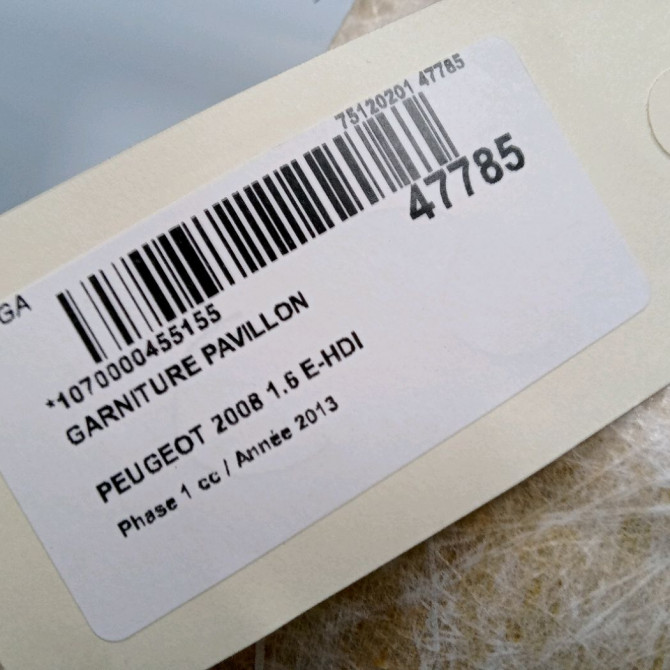 75120201 47785
47785
GA
*1070000455155
GARNITURE PAVILLON
PEUGEOT 2008 1.6 E-HDI
Phase 1 cc / Année 2013